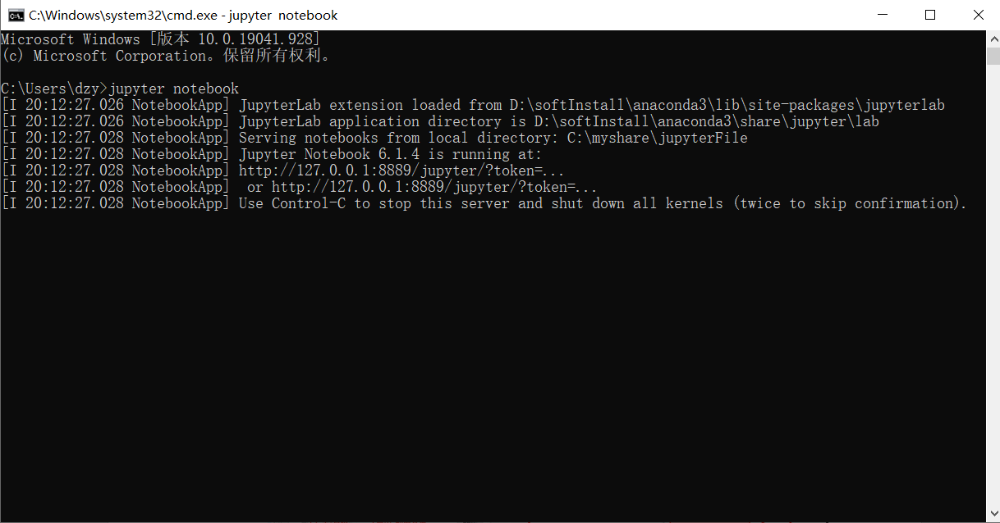 C:\Windows\system32\cmd.exe - jupyter  notebook
Microsoft Windows [版本 10.0.19041.928]
(c) Microsoft Corporation。保留所有权利。
C:\Users\dzy>jupyter notebook
[I 20:12:27.026 NotebookApp] JupyterLab extension loaded from D:\softInstall\anaconda3\lib\site-packages\jupyterlab
[I 20:12:27.026 NotebookApp] JupyterLab application directory is D:\softInstall\anaconda3\share\jupyter\lab
[I 20:12:27.028 NotebookApp] Serving notebooks from local directory: C:\myshare\jupyterFile
[I 20:12:27.028 NotebookApp] Jupyter Notebook 6.1.4 is running at:
[I 20:12:27.028 NotebookApp] http://127.0.0.1:8889/jupyter/?token=...
[I 20:12:27.028 NotebookApp]  or http://127.0.0.1:8889/jupyter/?token=...
[I 20:12:27.028 NotebookApp] Use Control-C to stop this server and shut down all kernels (twice to skip confirmation).